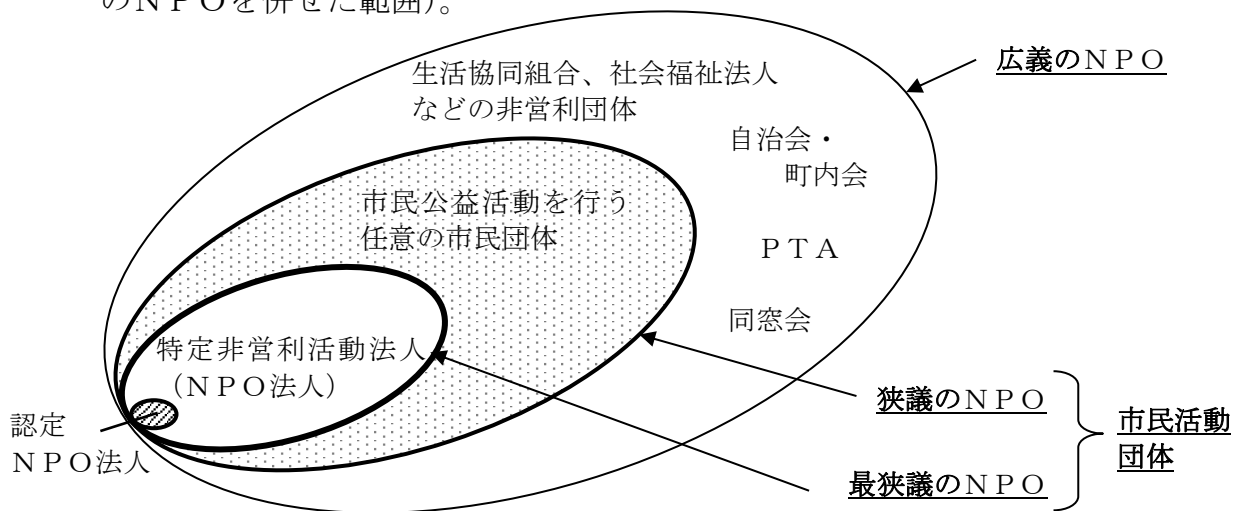 のＮＰＯを併せた範囲)。
広義のＮＰＯ
生活協同組合、社会福祉法人
などの非営利団体
自治会・
町内会
市民公益活動を行う
任意の市民団体
ＰＴＡ
同窓会
特定非営利活動法人
（ＮＰＯ法人）
狭議のＮＰＯ
市民活動
団体
認定
ＮＰＯ法人
最狭議のＮＰＯ